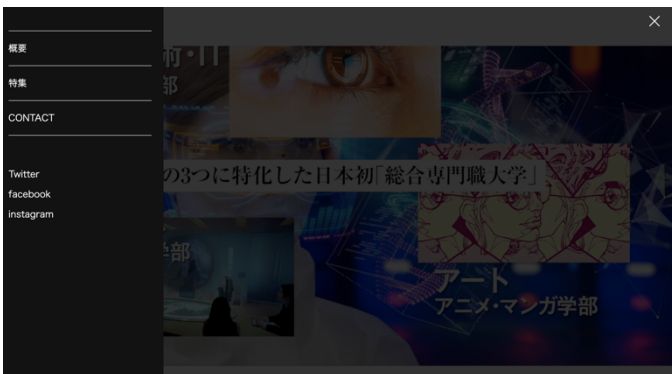 概要
特集
CONTACT
Twitter
facebook
instagram
術・IT
部
の3つに特化した日本初「総合専門職大学」
学部
アート
アニメ・マンガ学部